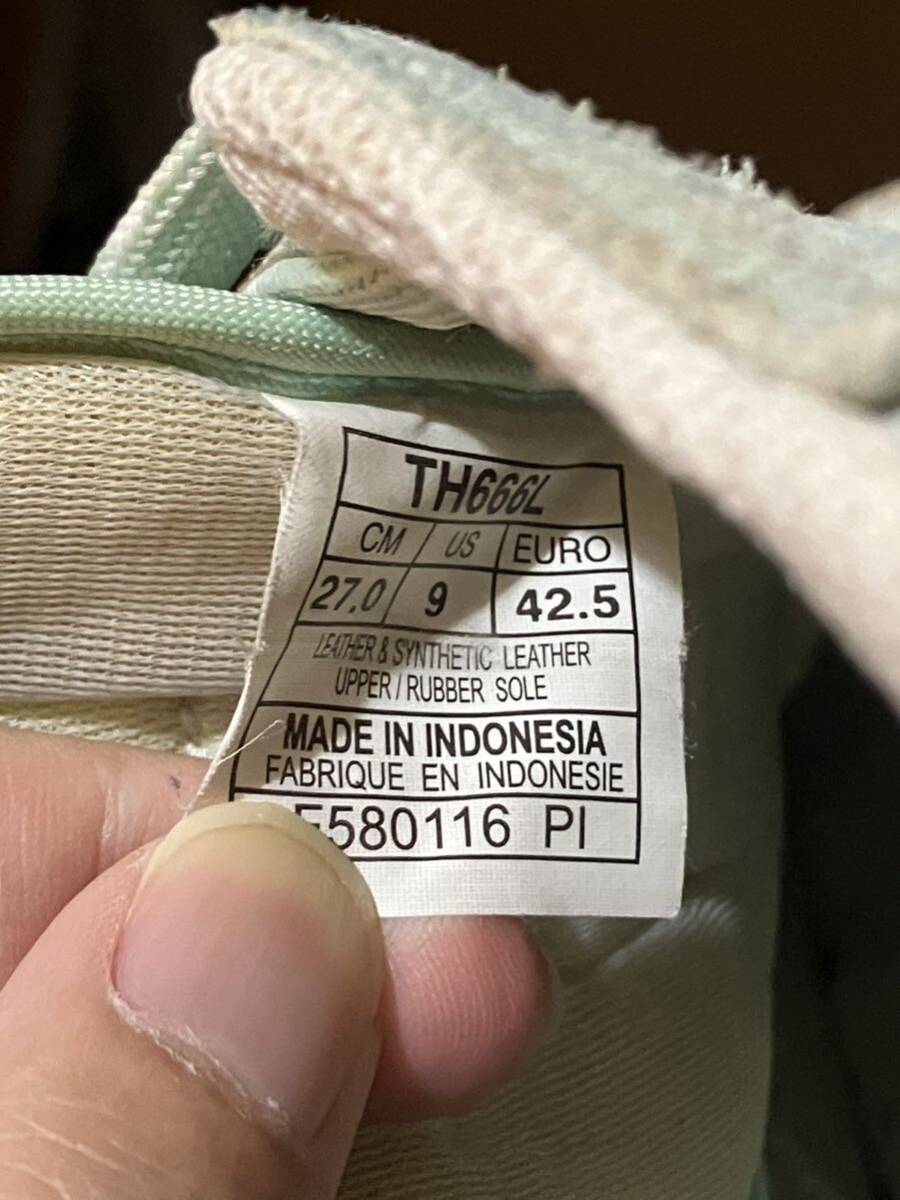 TH666L
CM US EURO
27.0 9 42.5
LEATHER & SYNTHETIC LEATHER
UPPER / RUBBER SOLE
MADE IN INDONESIA
FABRIQUE EN INDONESIE
580116 PI